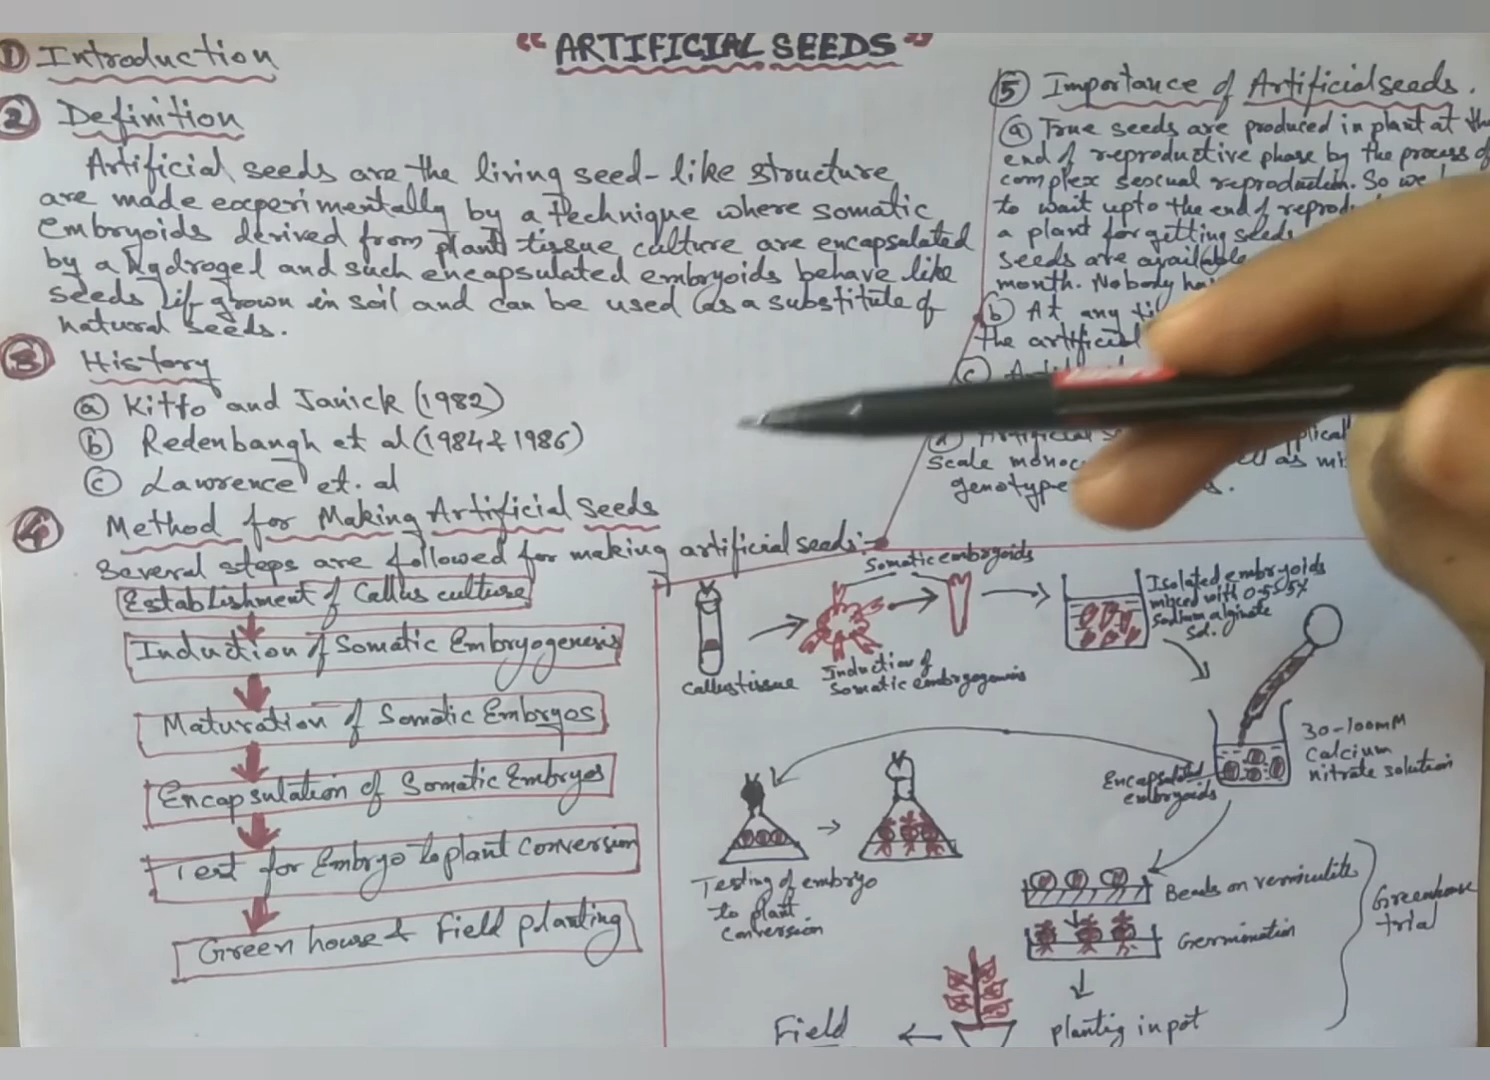 “ ARTIFICIAL SEEDS ”
① Introduction
② Definition
Artificial seeds are the living seed-like structure
are made experimentally by a technique where somatic
embryoids derived from plant tissue culture are encapsulated
by a hydrogel and such encapsulated embryoids behave like
seeds if grown in soil and can be used as a substitute of
natural seeds.
③ History
ⓐ Kitto and Janick (1982)
ⓑ Redenbangh et al (1984 & 1986)
ⓒ Lawrence et. al
④ Method for Making Artificial Seeds
Several steps are followed for making artificial seeds:-
Establishment of Callus culture
Induction of Somatic Embryogenesis
Maturation of Somatic Embryos
Encapsulation of Somatic Embryos
Test for Embryo to plant conversion
Green house & Field planting
⑤ Importance of Artificial seeds.
ⓐ True seeds are produced in plant at the
end of reproductive phase by the process of
complex sexual reproduction. So we
to wait upto the end of
a plant for getting seeds
seeds are available
month. Nobody
ⓑ At any
the
ⓒ
ⓓ Artificial
scale
Somatic embryoids
Callus tissue
Induction of
Somatic embryogenesis
Isolated embryoids
mixed with
Sodium alginate
Sol.
30-100mM
Calcium
nitrate solution
Encapsulated
embryoids
Testing of embryo
to plant
conversion
Beads on vermiculite
Germination
Greenhouse
trial
planting in pot
Field